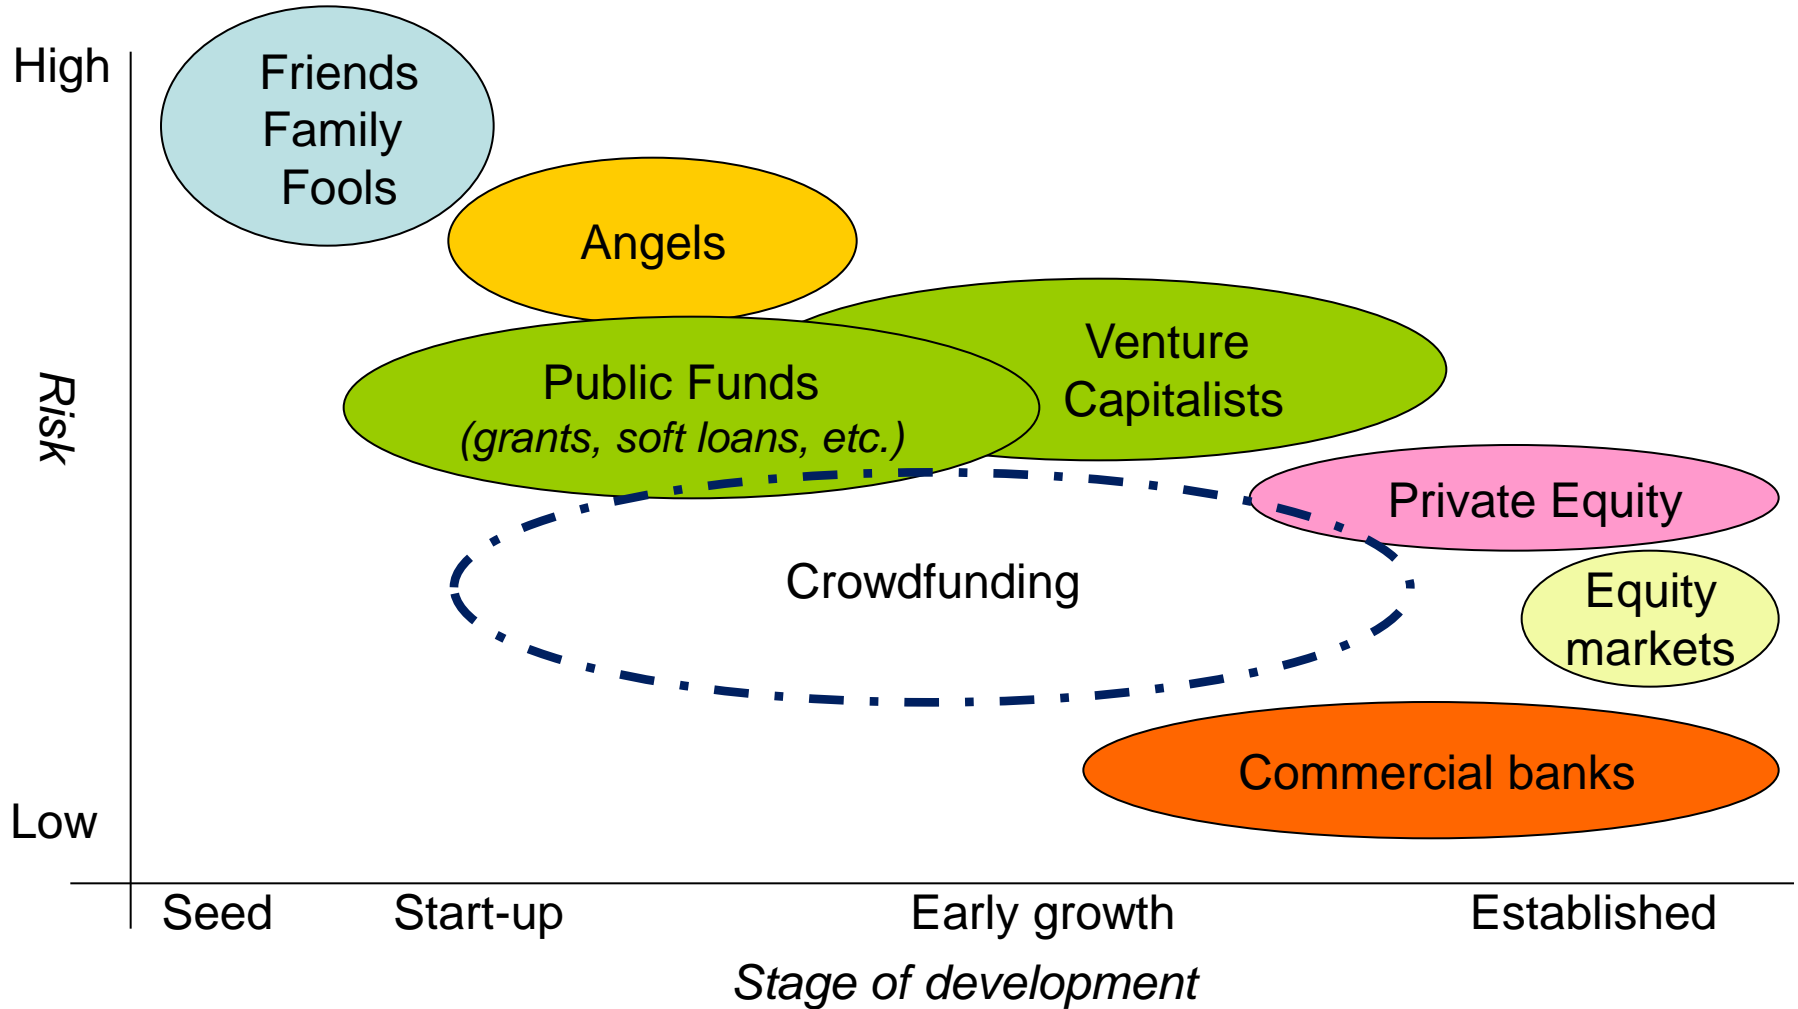 High
Friends
Family
Fools
Angels
Venture
Capitalists
Public Funds
(grants, soft loans, etc.)
Risk
Private Equity
Crowdfunding
Equity
markets
Commercial banks
Low
Seed
Start-up
Early growth
Established
Stage of development